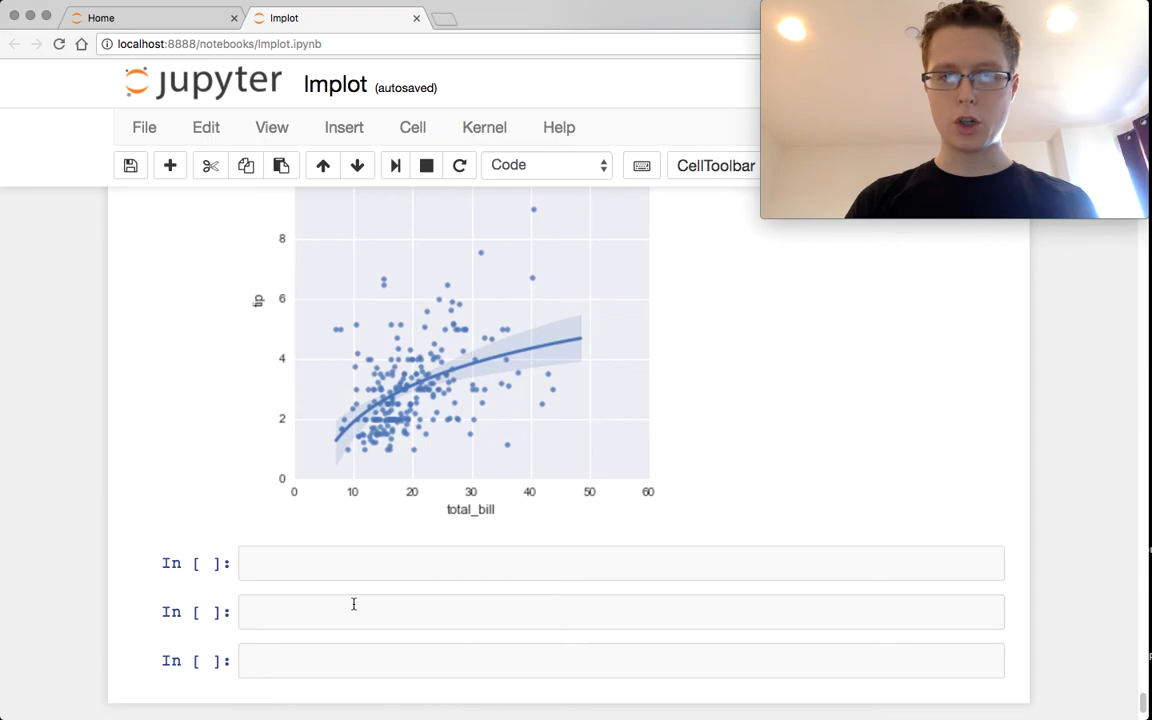 Home
lmplot
localhost:8888/notebooks/lmplot.ipynb
jupyter lmplot (autosaved)
File Edit View Insert Cell Kernel Help
Code CellToolbar
8
6
4
2
0
tip
0 10 20 30 40 50 60
total_bill
In [ ]:
In [ ]:
In [ ]: